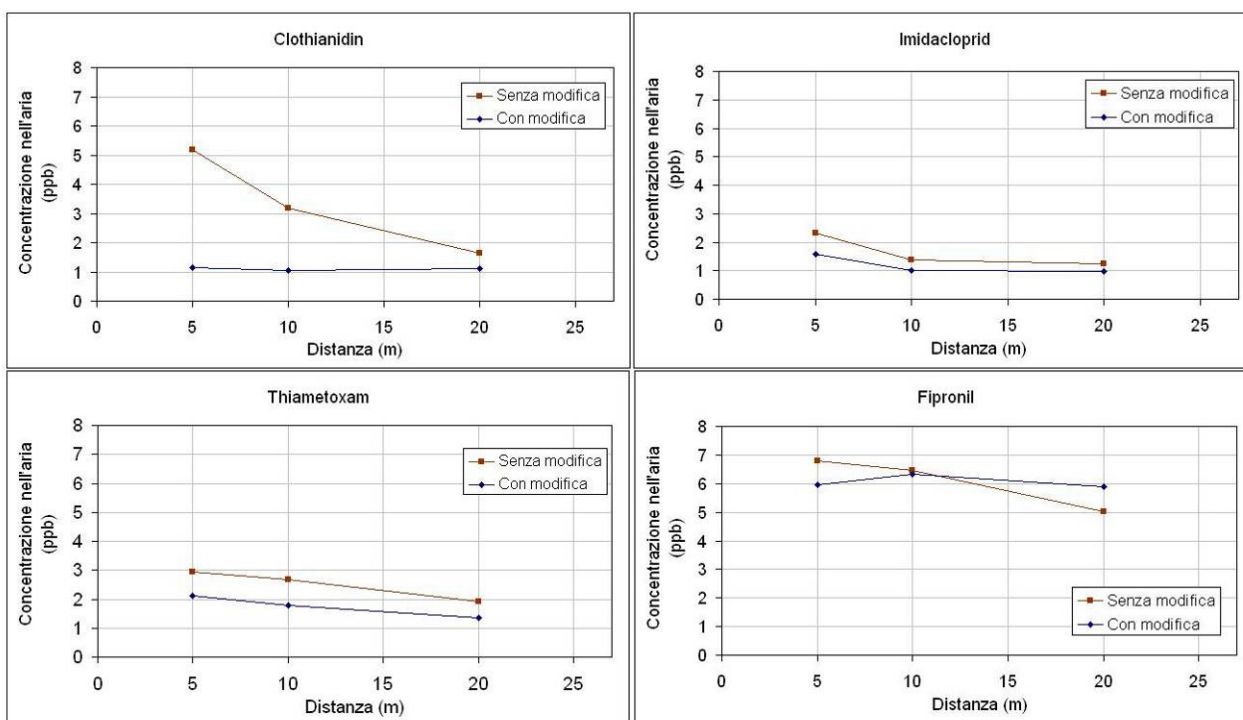 Clothianidin
Concentrazione nell'aria
(ppb)
8
7
6
5
4
3
2
1
0
0 5 10 15 20 25
Distanza (m)
Senza modifica
Con modifica
Imidacloprid
Concentrazione nell'aria
(ppb)
8
7
6
5
4
3
2
1
0
0 5 10 15 20 25
Distanza (m)
Senza modifica
Con modifica
Thiametoxam
Concentrazione nell'aria
(ppb)
8
7
6
5
4
3
2
1
0
0 5 10 15 20 25
Distanza (m)
Senza modifica
Con modifica
Fipronil
Concentrazione nell'aria
(ppb)
8
7
6
5
4
3
2
1
0
0 5 10 15 20 25
Distanza (m)
Senza modifica
Con modifica